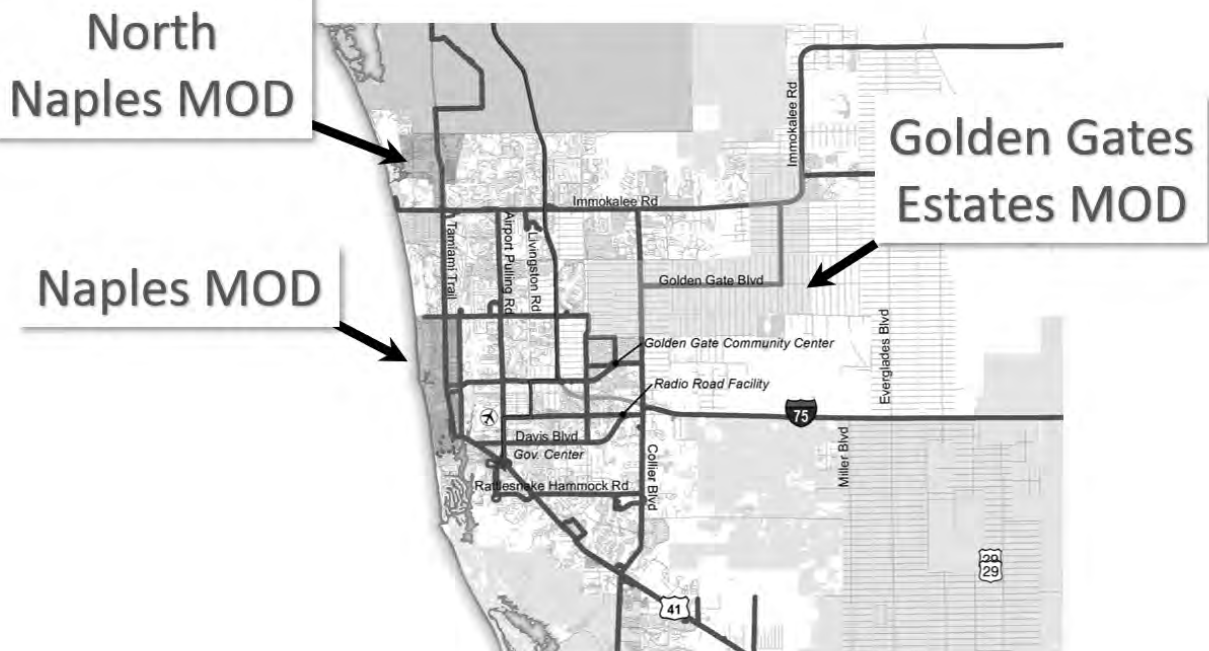 North
Naples MOD
Naples MOD
Golden Gates
Estates MOD
Immokalee Rd
Immokalee Rd
Tamiami Trail
Airport Pulling Rd
Livingston Rd
Golden Gate Blvd
Everglades Blvd
Golden Gate Community Center
Radio Road Facility
75
Davis Blvd
Gov. Center
Collier Blvd
Miller Blvd
Rattlesnake Hammock Rd
29
29
41